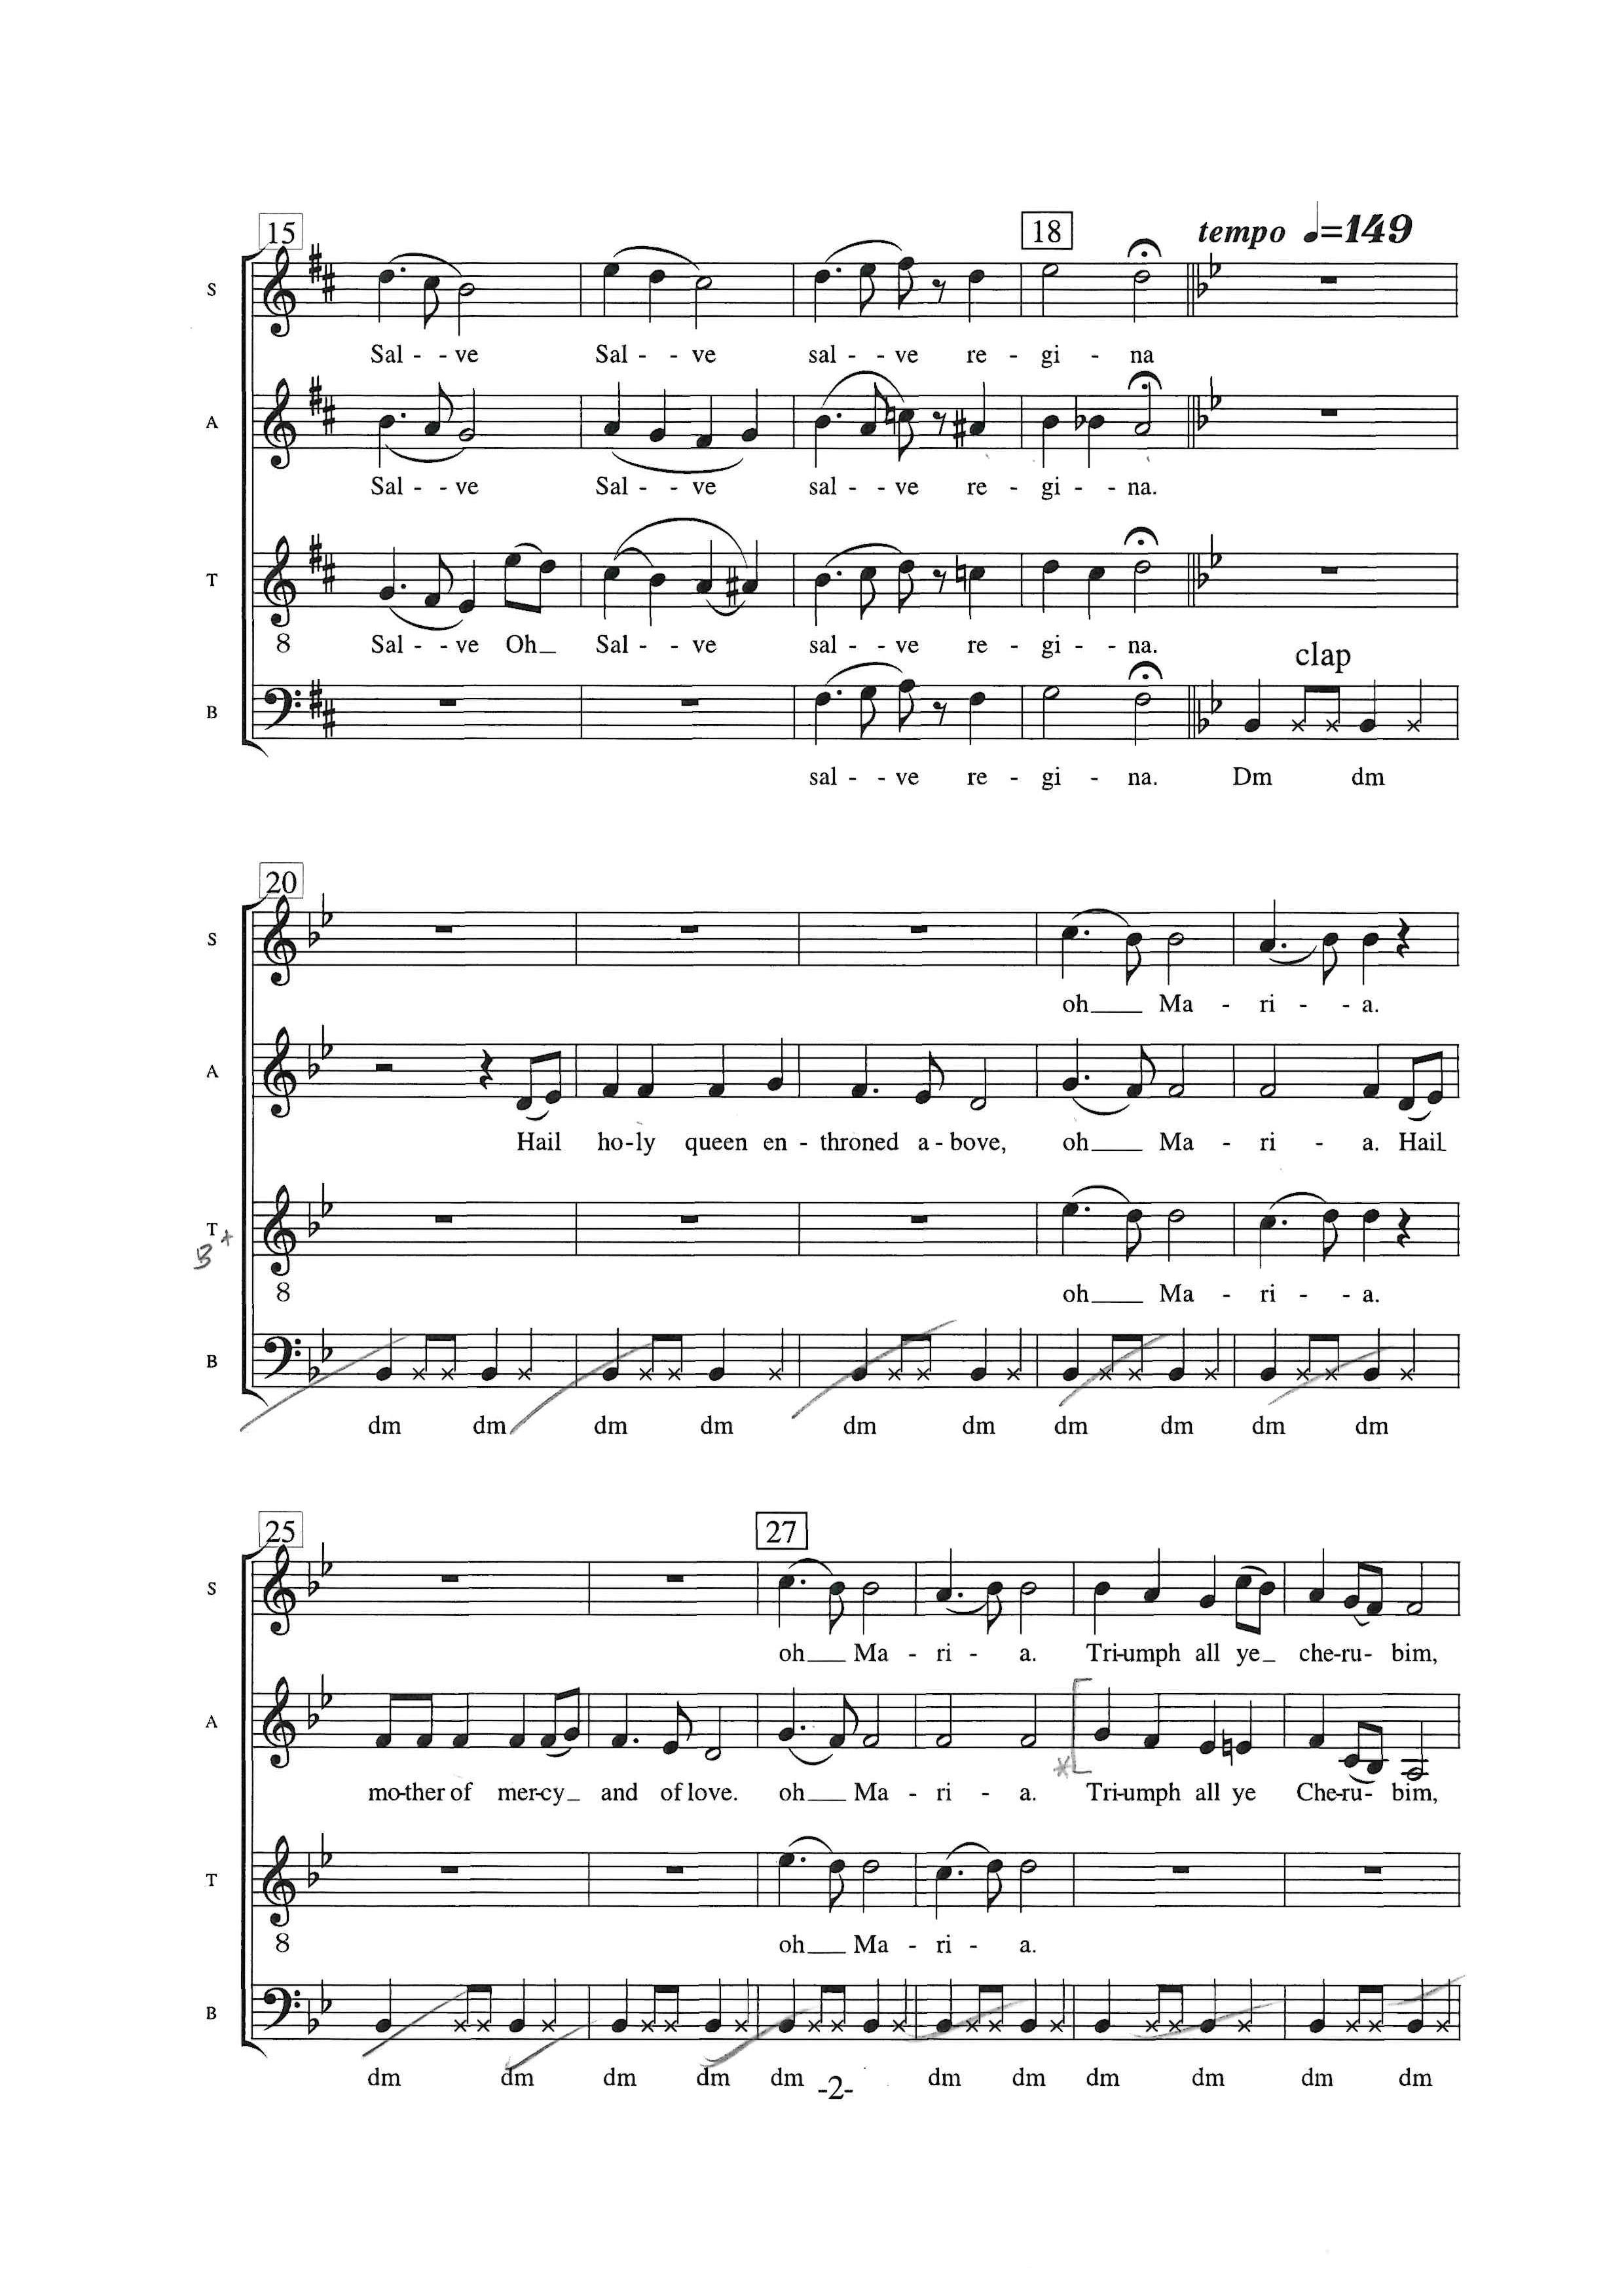 15 18 tempo ♩=149
S
Sal - - ve Sal - - ve sal - - ve re - gi - na
A
Sal - - ve Sal - - ve sal - - ve re - gi - - na.
T
8 Sal - - ve Oh_ Sal - - ve sal - - ve re - gi - - na.
clap
B
sal - - ve re - gi - na. Dm dm
20
S
oh___ Ma - ri - - a.
A
Hail ho-ly queen en - throned a - bove, oh___ Ma - ri - a. Hail
T
B
8 oh___ Ma - ri - - a.
B
dm dm dm dm dm dm dm dm dm dm
25 27
S
oh___ Ma - ri - a. Tri-umph all ye_ che-ru- bim,
A
mo-ther of mer-cy_ and of love. oh___ Ma - ri - a. Tri-umph all ye Che-ru- bim,
T
8 oh___ Ma - ri - a.
B
dm dm dm dm dm dm dm dm dm dm dm
-2-